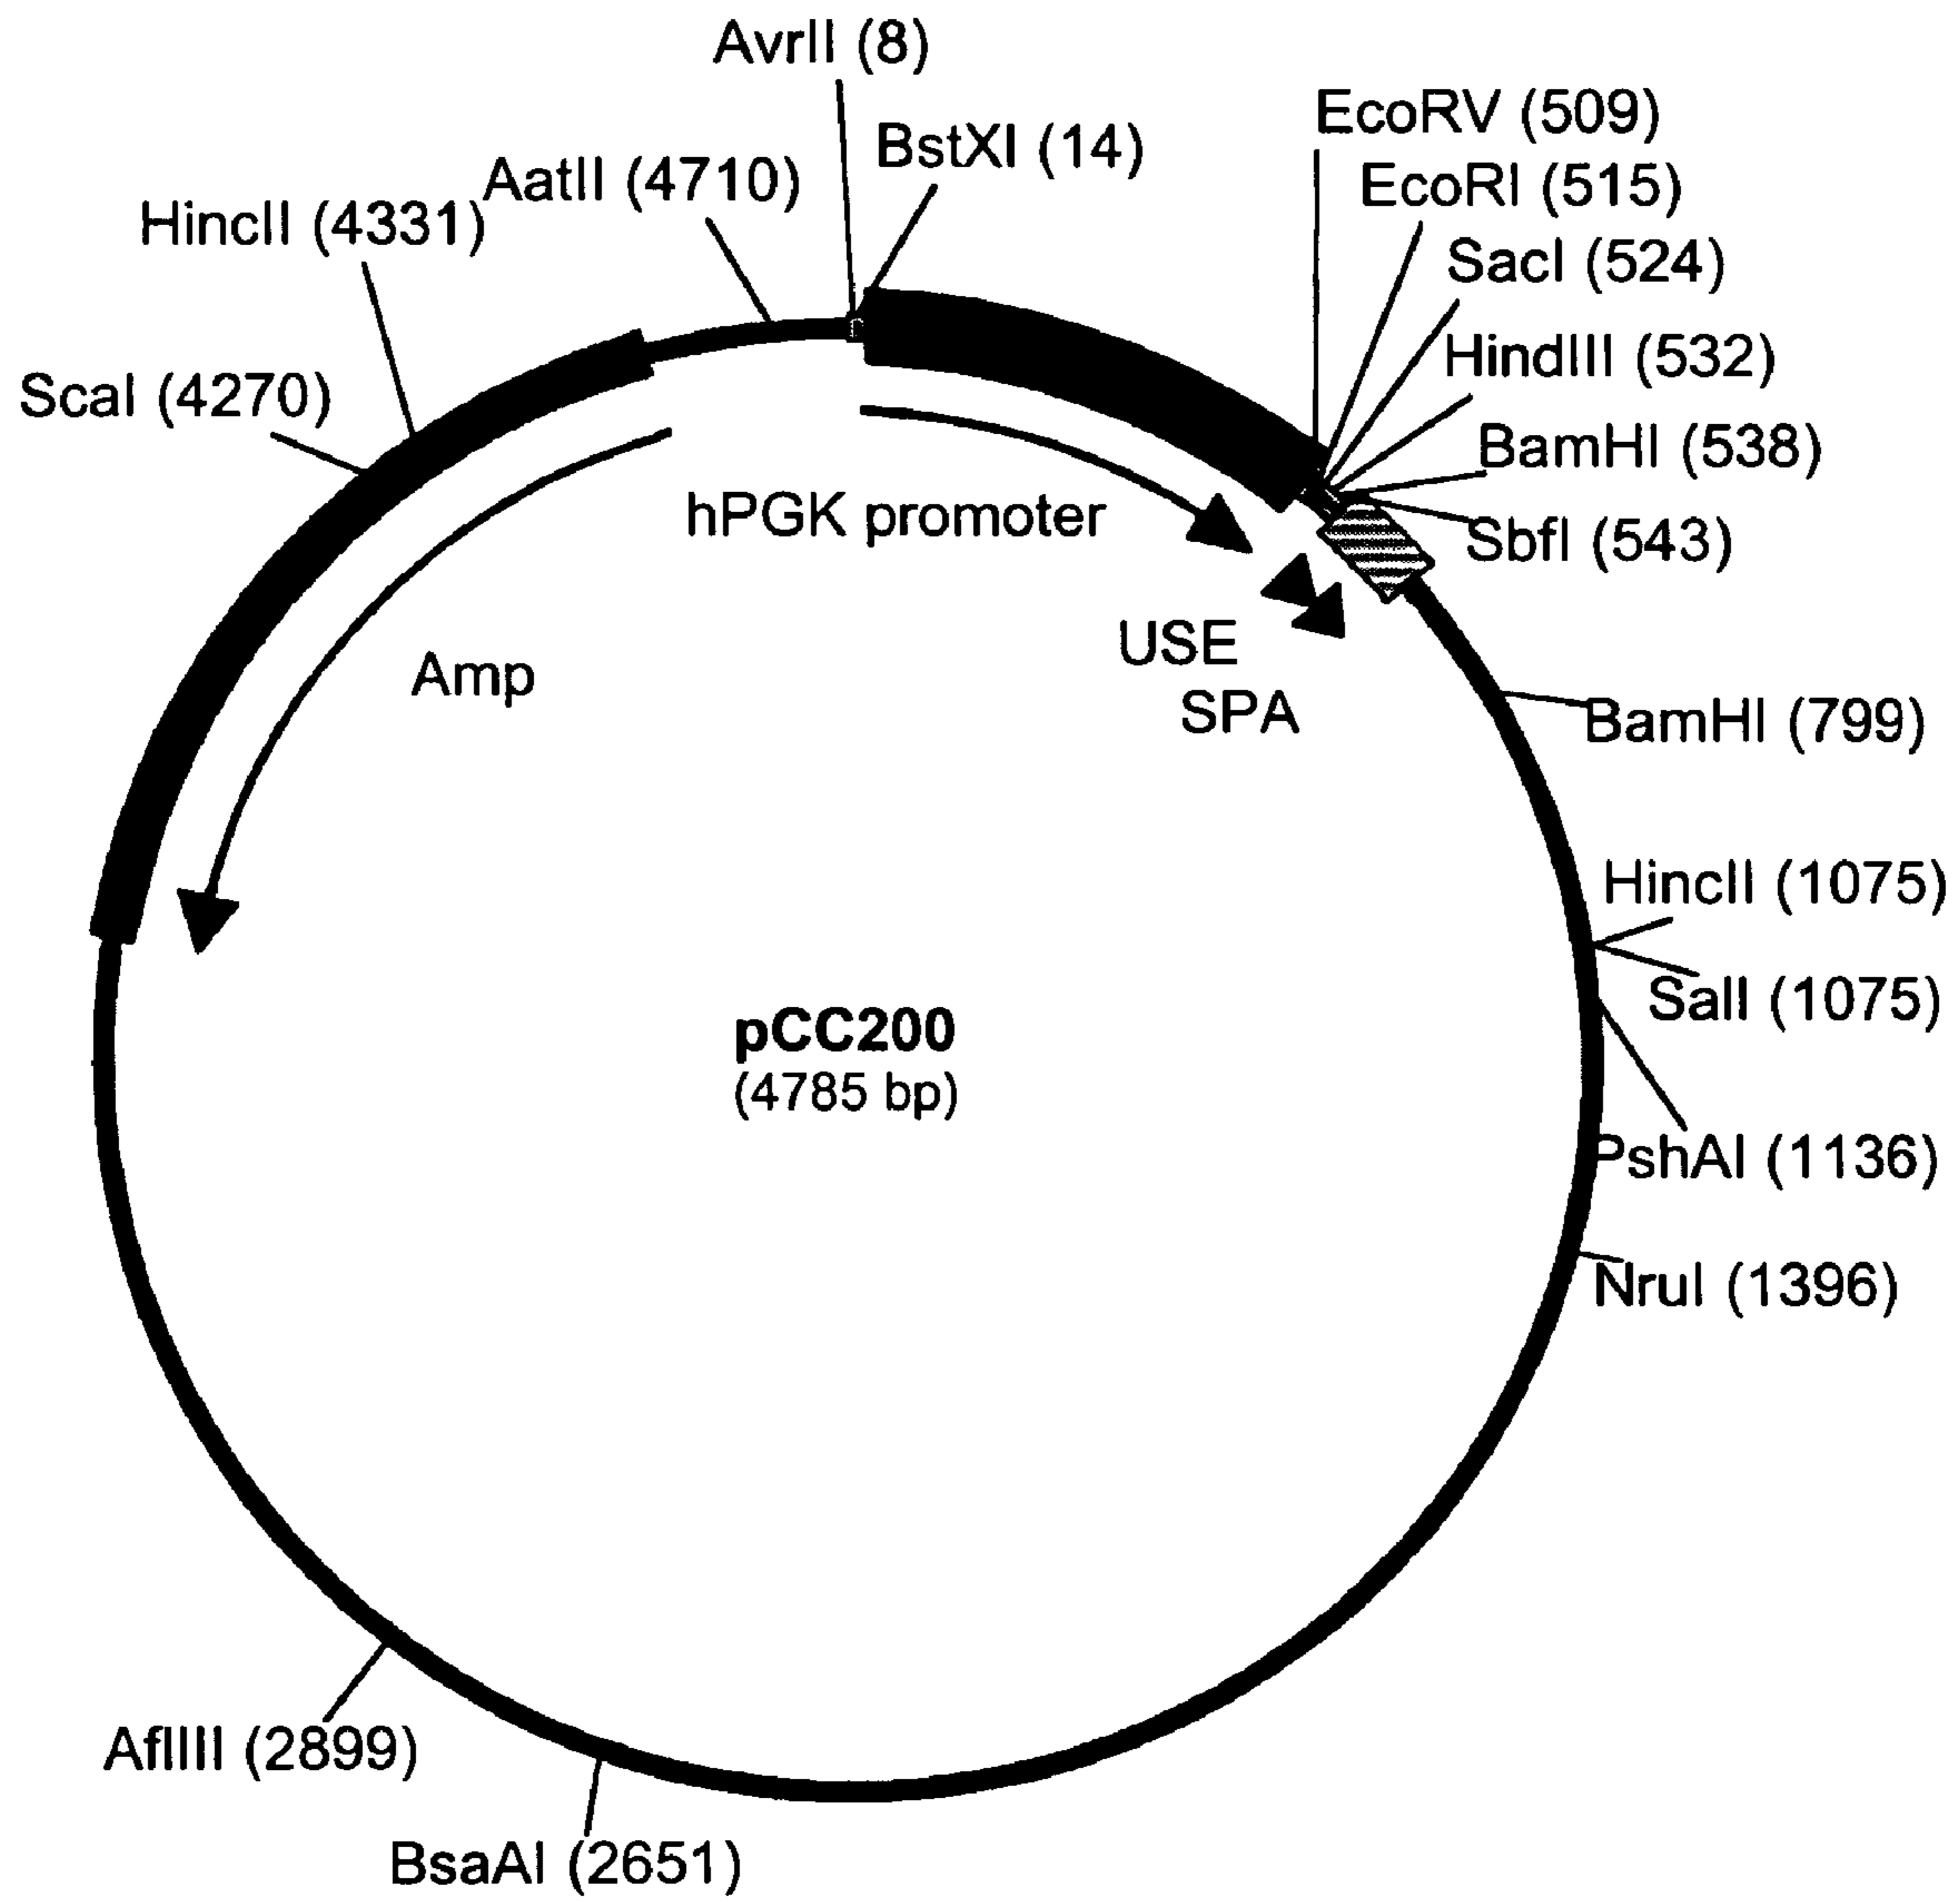 AvrII (8)
BstXI (14)
EcoRV (509)
EcoRI (515)
SacI (524)
HindIII (532)
BamHI (538)
SbfI (543)
BamHI (799)
HincII (1075)
SalI (1075)
PshAI (1136)
NruI (1396)
BsaAI (2651)
AflIII (2899)
ScaI (4270)
HincII (4331)
AatII (4710)
hPGK promoter
USE
SPA
Amp
pCC200
(4785 bp)